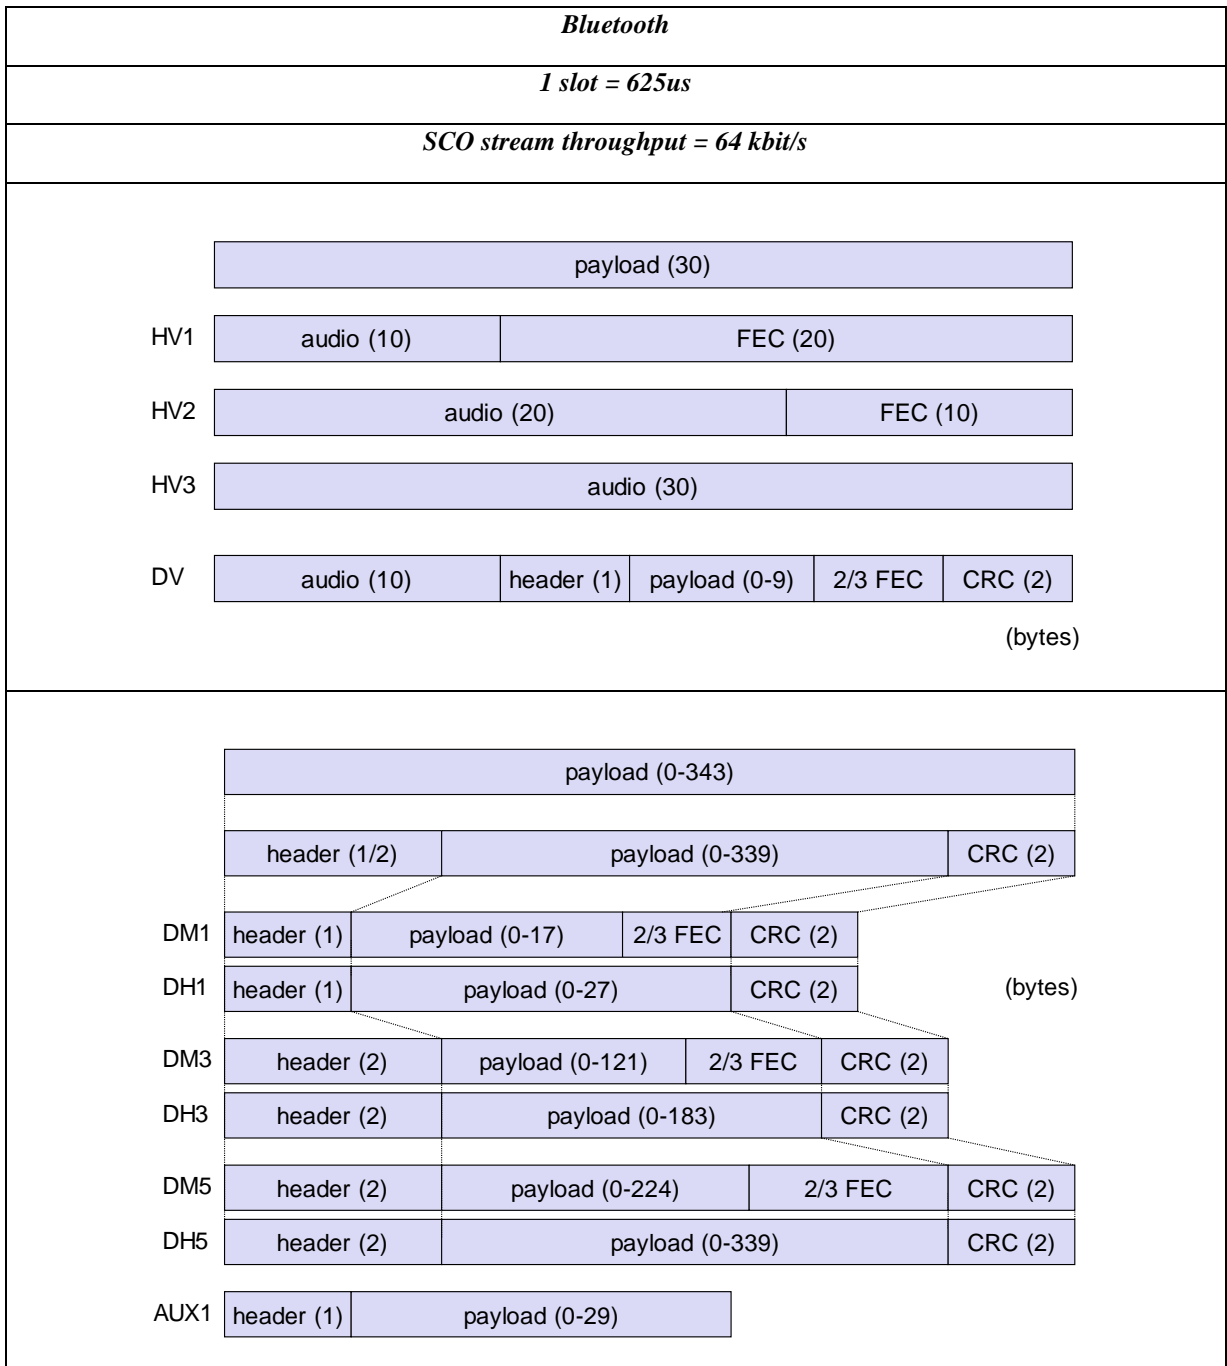 Bluetooth
1 slot = 625us
SCO stream throughput = 64 kbit/s
payload (30)
HV1 audio (10) FEC (20)
HV2 audio (20) FEC (10)
HV3 audio (30)
DV audio (10) header (1) payload (0-9) 2/3 FEC CRC (2)
(bytes)
payload (0-343)
header (1/2) payload (0-339) CRC (2)
DM1 header (1) payload (0-17) 2/3 FEC CRC (2)
DH1 header (1) payload (0-27) CRC (2) (bytes)
DM3 header (2) payload (0-121) 2/3 FEC CRC (2)
DH3 header (2) payload (0-183) CRC (2)
DM5 header (2) payload (0-224) 2/3 FEC CRC (2)
DH5 header (2) payload (0-339) CRC (2)
AUX1 header (1) payload (0-29)